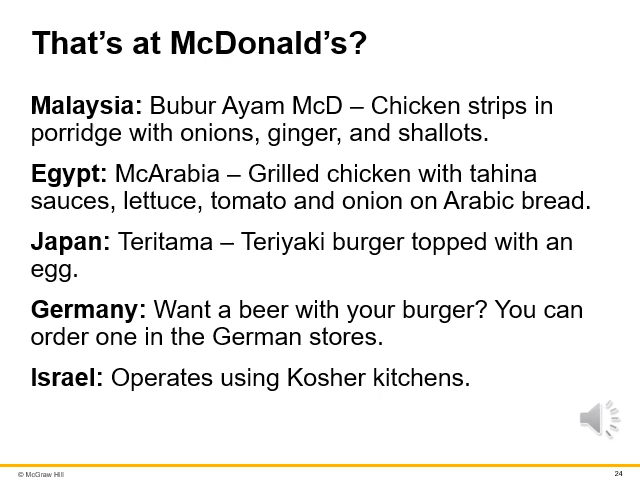 That’s at McDonald’s?
Malaysia: Bubur Ayam McD – Chicken strips in
porridge with onions, ginger, and shallots.
Egypt: McArabia – Grilled chicken with tahina
sauces, lettuce, tomato and onion on Arabic bread.
Japan: Teritama – Teriyaki burger topped with an
egg.
Germany: Want a beer with your burger? You can
order one in the German stores.
Israel: Operates using Kosher kitchens.
© McGraw Hill
24